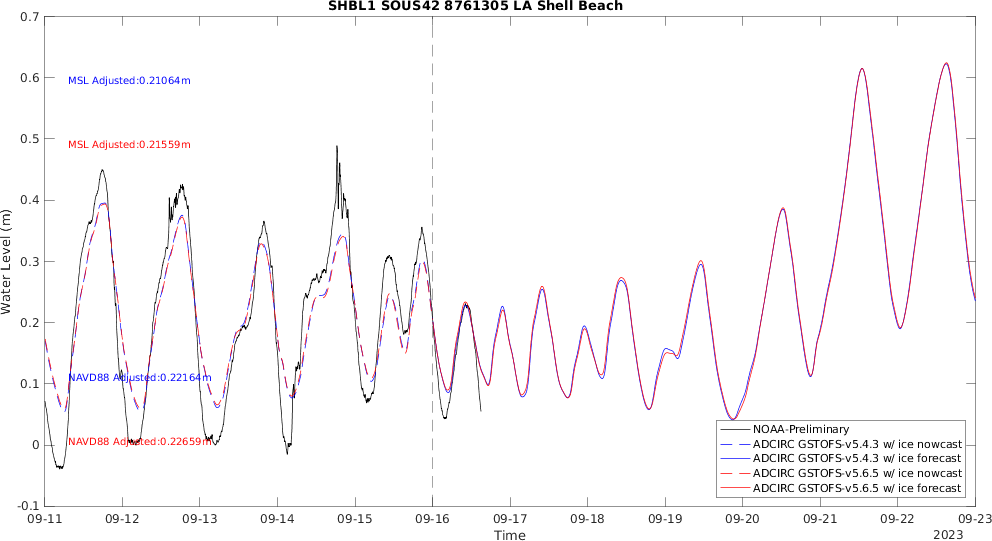 SHBL1 SOUS42 8761305 LA Shell Beach
0.7
0.6
0.5
0.4
0.3
0.2
0.1
0
-0.1
Water Level (m)
MSL Adjusted:0.21064m
MSL Adjusted:0.21559m
NAVD88 Adjusted:0.22164m
NAVD88 Adjusted:0.22659m
NOAA-Preliminary
ADCIRC GSTOFS-v5.4.3 w/ ice nowcast
ADCIRC GSTOFS-v5.4.3 w/ ice forecast
ADCIRC GSTOFS-v5.6.5 w/ ice nowcast
ADCIRC GSTOFS-v5.6.5 w/ ice forecast
09-11 09-12 09-13 09-14 09-15 09-16 09-17 09-18 09-19 09-20 09-21 09-22 09-23
Time
2023